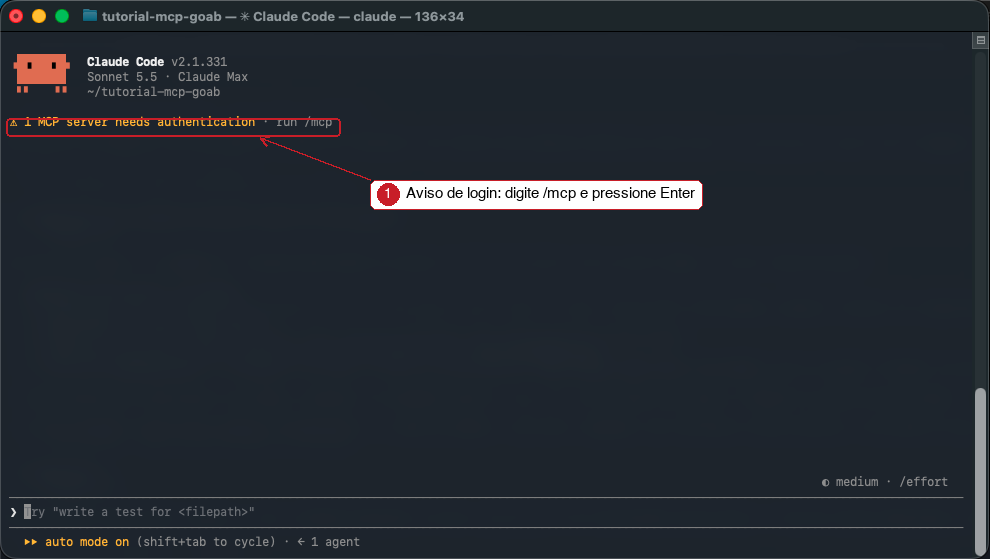 tutorial-mcp-goab — ✳ Claude Code — claude — 136×34
Claude Code v2.1.331
Sonnet 5.5 · Claude Max
~/tutorial-mcp-goab
⚠ 1 MCP server needs authentication · run /mcp
1 Aviso de login: digite /mcp e pressione Enter
◐ medium · /effort
❯ Try "write a test for <filepath>"
⏵⏵ auto mode on (shift+tab to cycle) · ← 1 agent